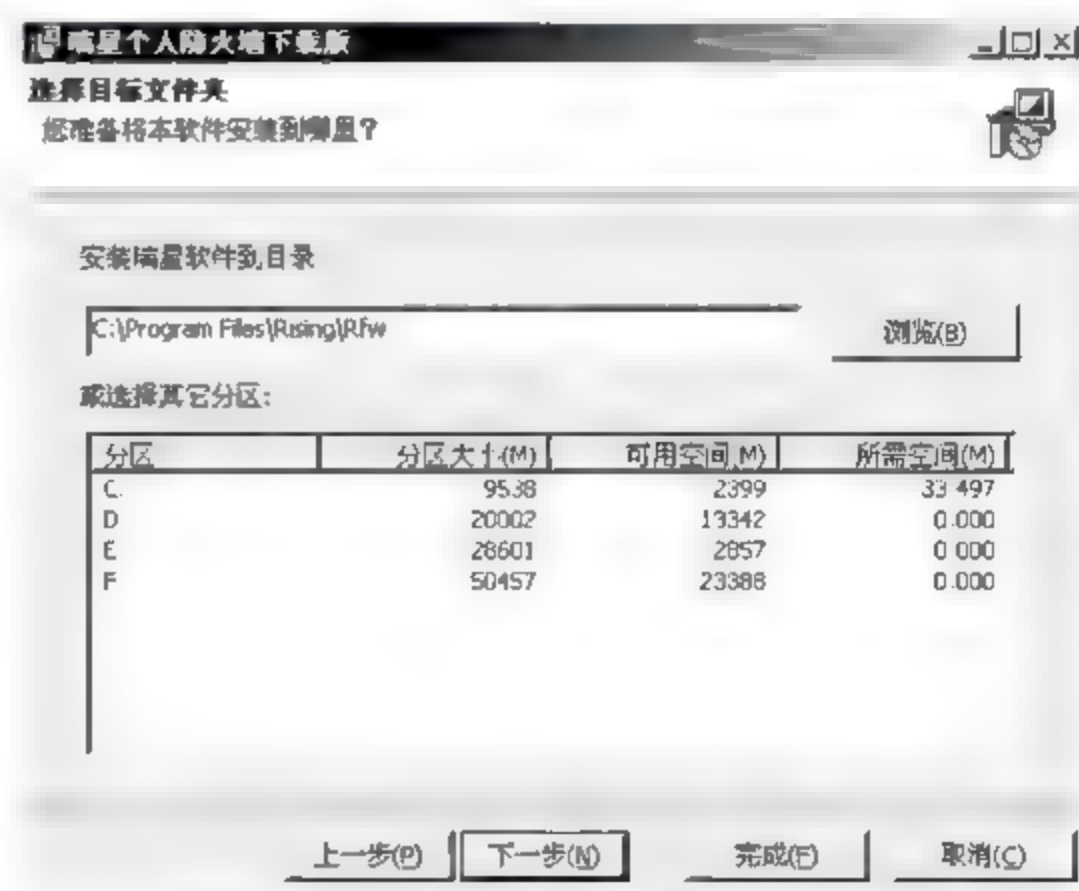 瑞星个人防火墙下载版
选择目标文件夹
您准备将本软件安装到哪里?
安装瑞星软件到目录
C:\Program Files\Rising\Rfw
浏览(B)
或选择其它分区:
分区 分区大小(M) 可用空间(M) 所需空间(M)
C: 9538 2399 33.497
D 20002 13342 0.000
E 28601 2857 0.000
F 50457 23388 0.000
上一步(P) 下一步(N) 完成(F) 取消(C)